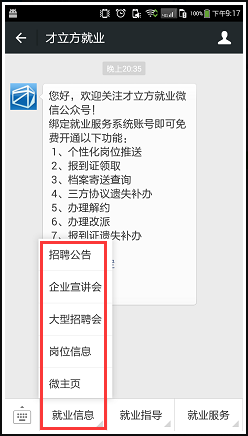 100% 下午9:17
才立方就业
晚上20:35
您好，欢迎关注才立方就业微
信公众号！
绑定就业服务系统账号即可免
费开通以下功能；
1、个性化岗位推送
2、报到证领取
3、档案寄送查询
4、三方协议遗失补办
5、办理解约
6、办理改派
7、报到证遗失补办
招聘公告
企业宣讲会
大型招聘会
岗位信息
微主页
就业信息
就业指导
就业服务